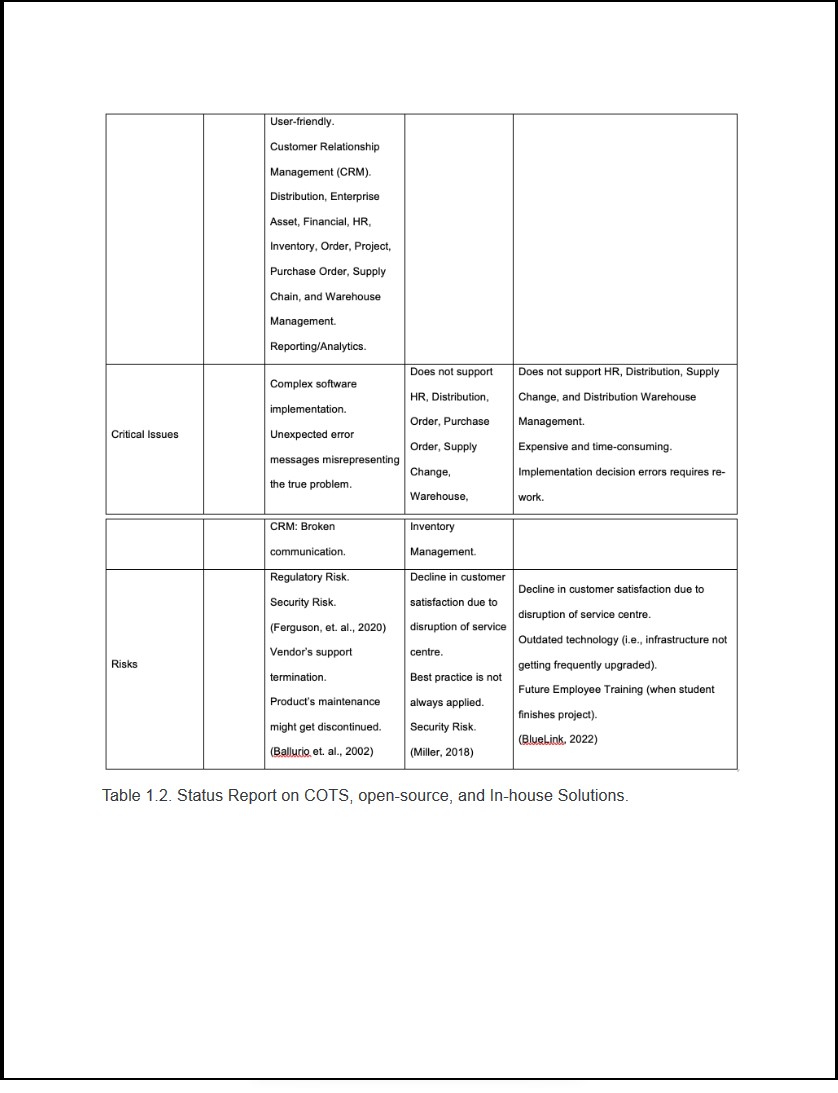 User-friendly.
Customer Relationship
Management (CRM).
Distribution, Enterprise
Asset, Financial, HR,
Inventory, Order, Project,
Purchase Order, Supply
Chain, and Warehouse
Management.
Reporting/Analytics.
Critical Issues
Complex software
implementation.
Unexpected error
messages misrepresenting
the true problem.
Does not support
HR, Distribution,
Order, Purchase
Order, Supply
Change,
Warehouse,
Does not support HR, Distribution, Supply
Change, and Distribution Warehouse
Management.
Expensive and time-consuming.
Implementation decision errors requires re-
work.
CRM: Broken
communication.
Inventory
Management.
Risks
Regulatory Risk.
Security Risk.
(Ferguson, et. al., 2020)
Vendor's support
termination.
Product's maintenance
might get discontinued.
(Ballurio et. al., 2002)
Decline in customer
satisfaction due to
disruption of service
centre.
Best practice is not
always applied.
Security Risk.
(Miller, 2018)
Decline in customer satisfaction due to
disruption of service centre.
Outdated technology (i.e., infrastructure not
getting frequently upgraded).
Future Employee Training (when student
finishes project).
(BlueLink, 2022)
Table 1.2. Status Report on COTS, open-source, and In-house Solutions.